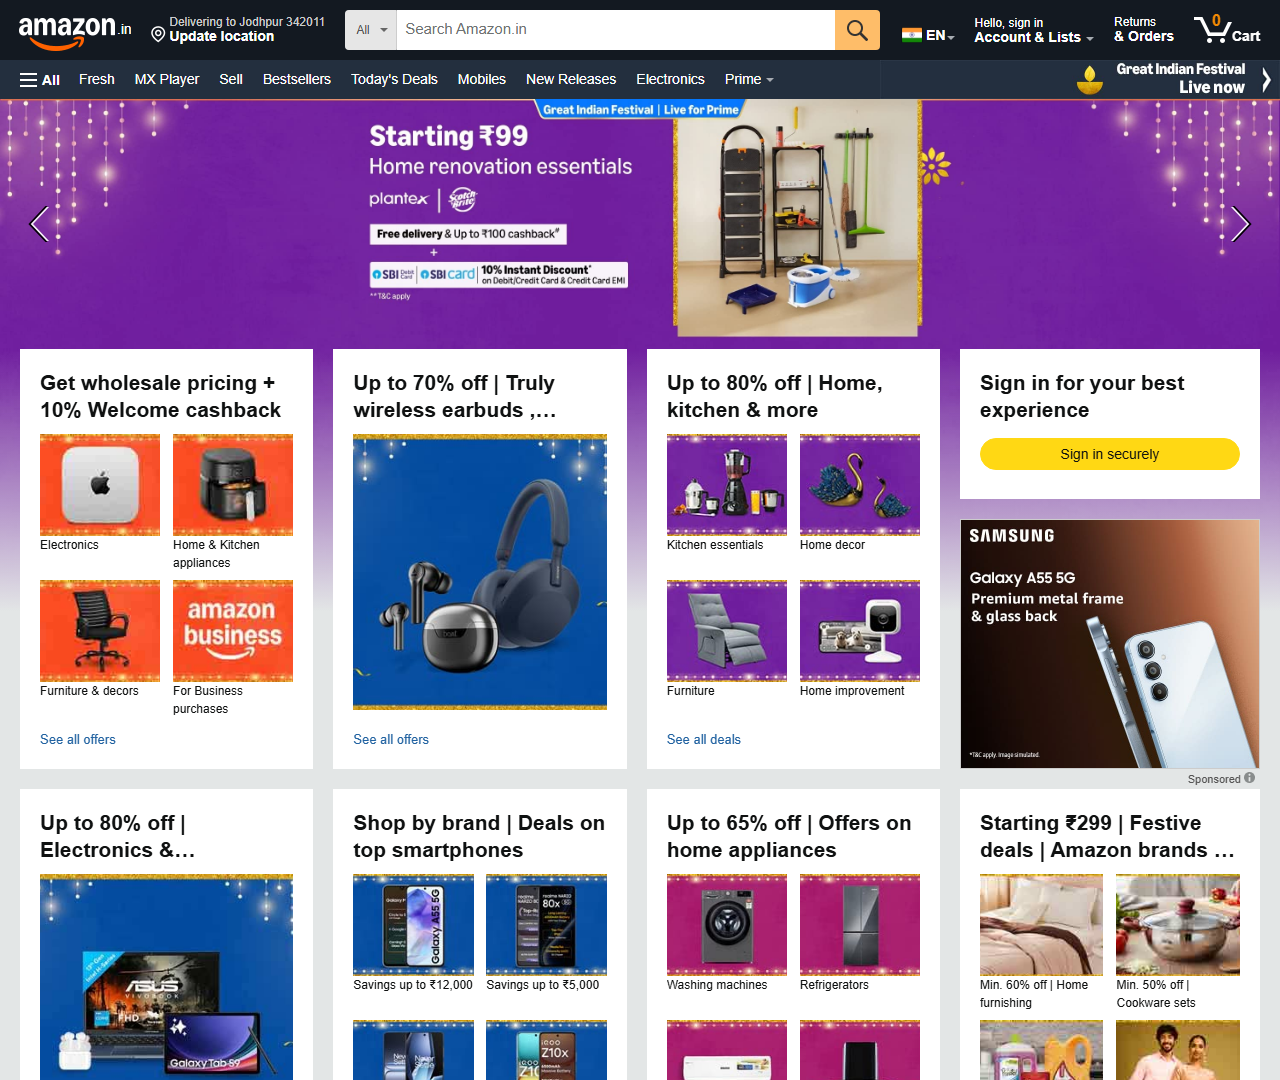 amazon.in
Delivering to Jodhpur 342011
Update location
All
Search Amazon.in
EN
Hello, sign in
Account & Lists
Returns
& Orders
0
Cart
All
Fresh
MX Player
Sell
Bestsellers
Today's Deals
Mobiles
New Releases
Electronics
Prime
Great Indian Festival
Live now
Great Indian Festival | Live for Prime
Starting ₹99
Home renovation essentials
plantex | Scotch Brite
Free delivery & Up to ₹100 cashback#
+
SBI Debit Card | SBI card | 10% Instant Discount*
on Debit/Credit Card & Credit Card EMI
**T&C apply
Get wholesale pricing +
10% Welcome cashback
Electronics
Home & Kitchen
appliances
amazon
business
Furniture & decors
For Business
purchases
See all offers
Up to 70% off | Truly
wireless earbuds ,…
boat
See all offers
Up to 80% off | Home,
kitchen & more
Kitchen essentials
Home decor
Furniture
Home improvement
See all deals
Sign in for your best
experience
Sign in securely
SAMSUNG
Galaxy A55 5G
Premium metal frame
& glass back
*T&C apply. Image simulated.
Sponsored
Up to 80% off |
Electronics &…
13th Gen
Intel H-Series
ASUS
VIVOBOOK
FHD
Galaxy Tab S9
Shop by brand | Deals on
top smartphones
Galaxy A55 5G
realme
NARZO
80x
Savings up to ₹12,000
Savings up to ₹5,000
iQOO
Z10x
Up to 65% off | Offers on
home appliances
Washing machines
Refrigerators
Starting ₹299 | Festive
deals | Amazon brands …
Min. 60% off | Home
furnishing
Min. 50% off |
Cookware sets